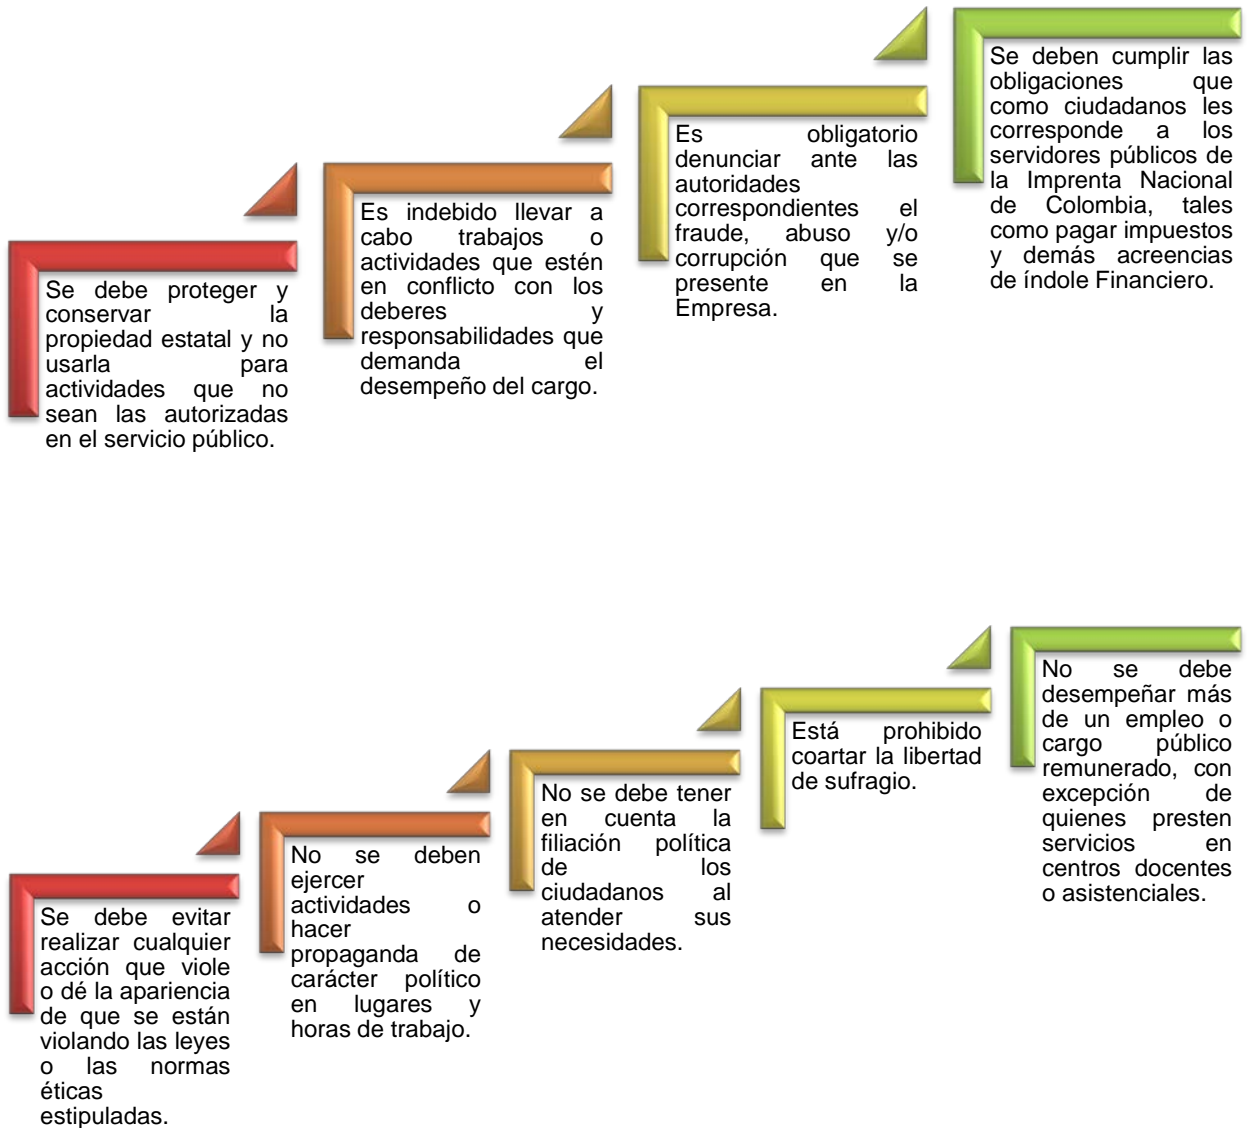 Se debe proteger y
conservar la
propiedad estatal y no
usarla para
actividades que no
sean las autorizadas
en el servicio público.
Es indebido llevar a
cabo trabajos o
actividades que estén
en conflicto con los
deberes y
responsabilidades que
demanda el
desempeño del cargo.
Es obligatorio
denunciar ante las
autoridades
correspondientes el
fraude, abuso y/o
corrupción que se
presente en la
Empresa.
Se deben cumplir las
obligaciones que
como ciudadanos les
corresponde a los
servidores públicos de
la Imprenta Nacional
de Colombia, tales
como pagar impuestos
y demás acreencias
de índole Financiero.
Se debe evitar
realizar cualquier
acción que viole
o dé la apariencia
de que se están
violando las leyes
o las normas
éticas
estipuladas.
No se deben
ejercer
actividades o
hacer
propaganda de
carácter político
en lugares y
horas de trabajo.
No se debe tener
en cuenta la
filiación política
de los
ciudadanos al
atender sus
necesidades.
Está prohibido
coartar la libertad
de sufragio.
No se debe
desempeñar más
de un empleo o
cargo público
remunerado, con
excepción de
quienes presten
servicios en
centros docentes
o asistenciales.